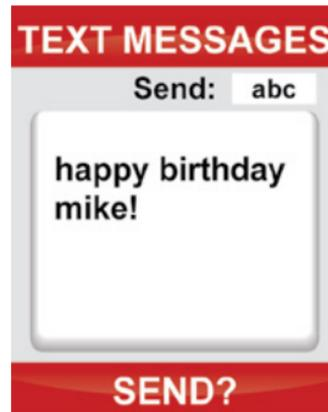 TEXT MESSAGES
Send: abc
happy birthday
mike!
SEND?